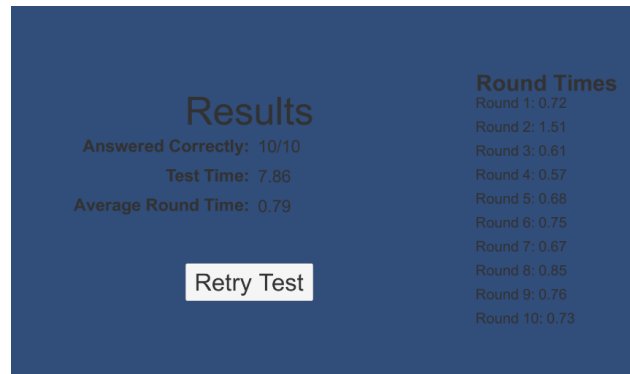 Results
Answered Correctly: 10/10
Test Time: 7.86
Average Round Time: 0.79
Retry Test
Round Times
Round 1: 0.72
Round 2: 1.51
Round 3: 0.61
Round 4: 0.57
Round 5: 0.68
Round 6: 0.75
Round 7: 0.67
Round 8: 0.85
Round 9: 0.76
Round 10: 0.73